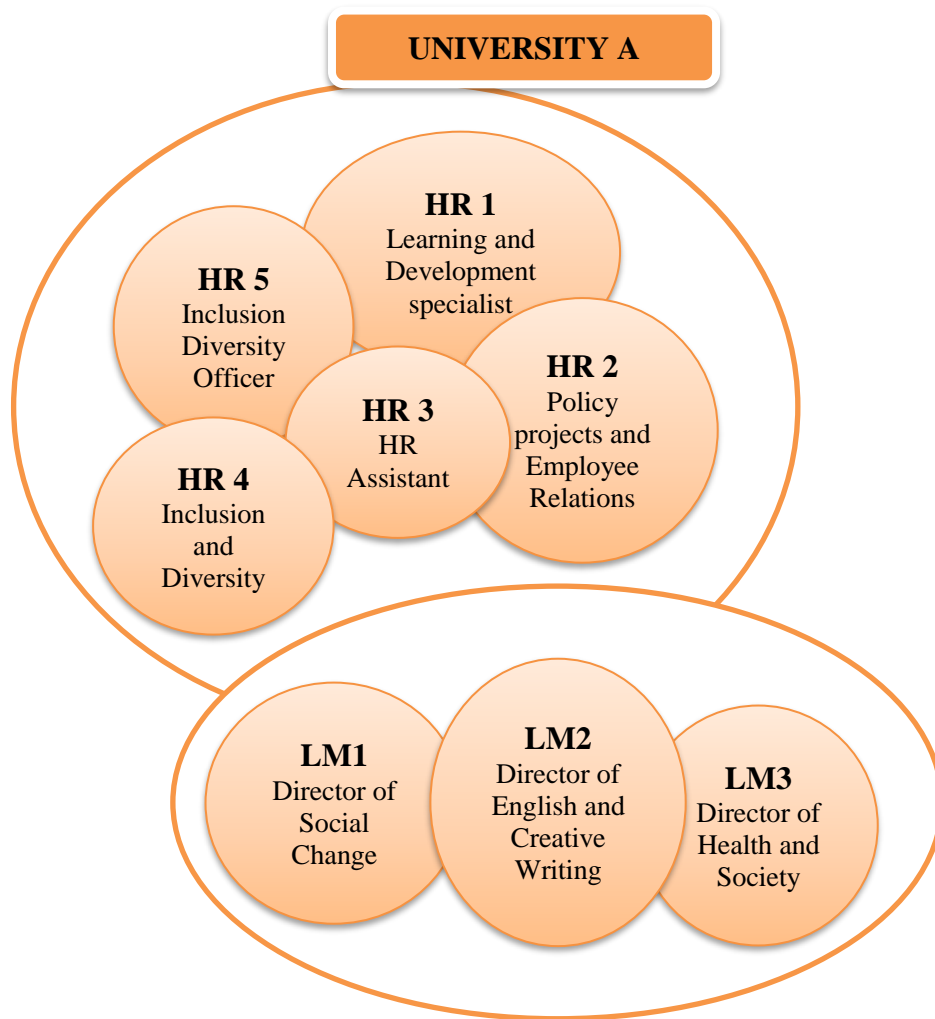 UNIVERSITY A
HR 1
Learning and
Development
specialist
HR 5
Inclusion
Diversity
Officer
HR 2
Policy
projects and
Employee
Relations
HR 3
HR
Assistant
HR 4
Inclusion
and
Diversity
LM1
Director of
Social
Change
LM2
Director of
English and
Creative
Writing
LM3
Director of
Health and
Society